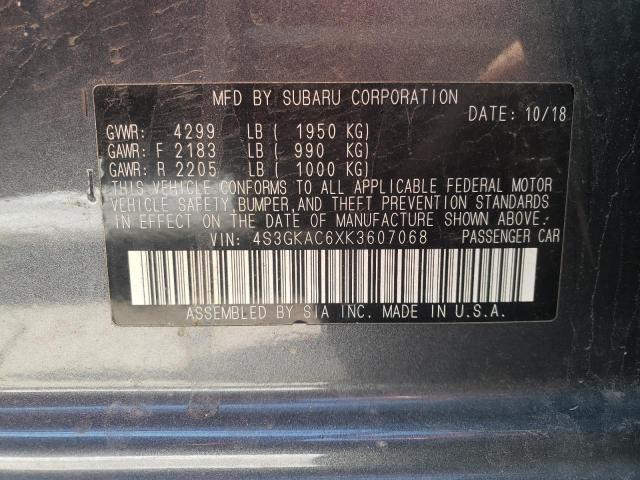 MFD BY SUBARU CORPORATION
DATE: 10/18
GVWR: 4299 LB ( 1950 KG)
GAWR: F 2183 LB ( 990 KG)
GAWR: R 2205 LB ( 1000 KG)
THIS VEHICLE CONFORMS TO ALL APPLICABLE FEDERAL MOTOR
VEHICLE SAFETY, BUMPER, AND THEFT PREVENTION STANDARDS
IN EFFECT ON THE DATE OF MANUFACTURE SHOWN ABOVE.
VIN: 4S3GKAC6XK3607068 PASSENGER CAR
ASSEMBLED BY SIA INC. MADE IN U.S.A.